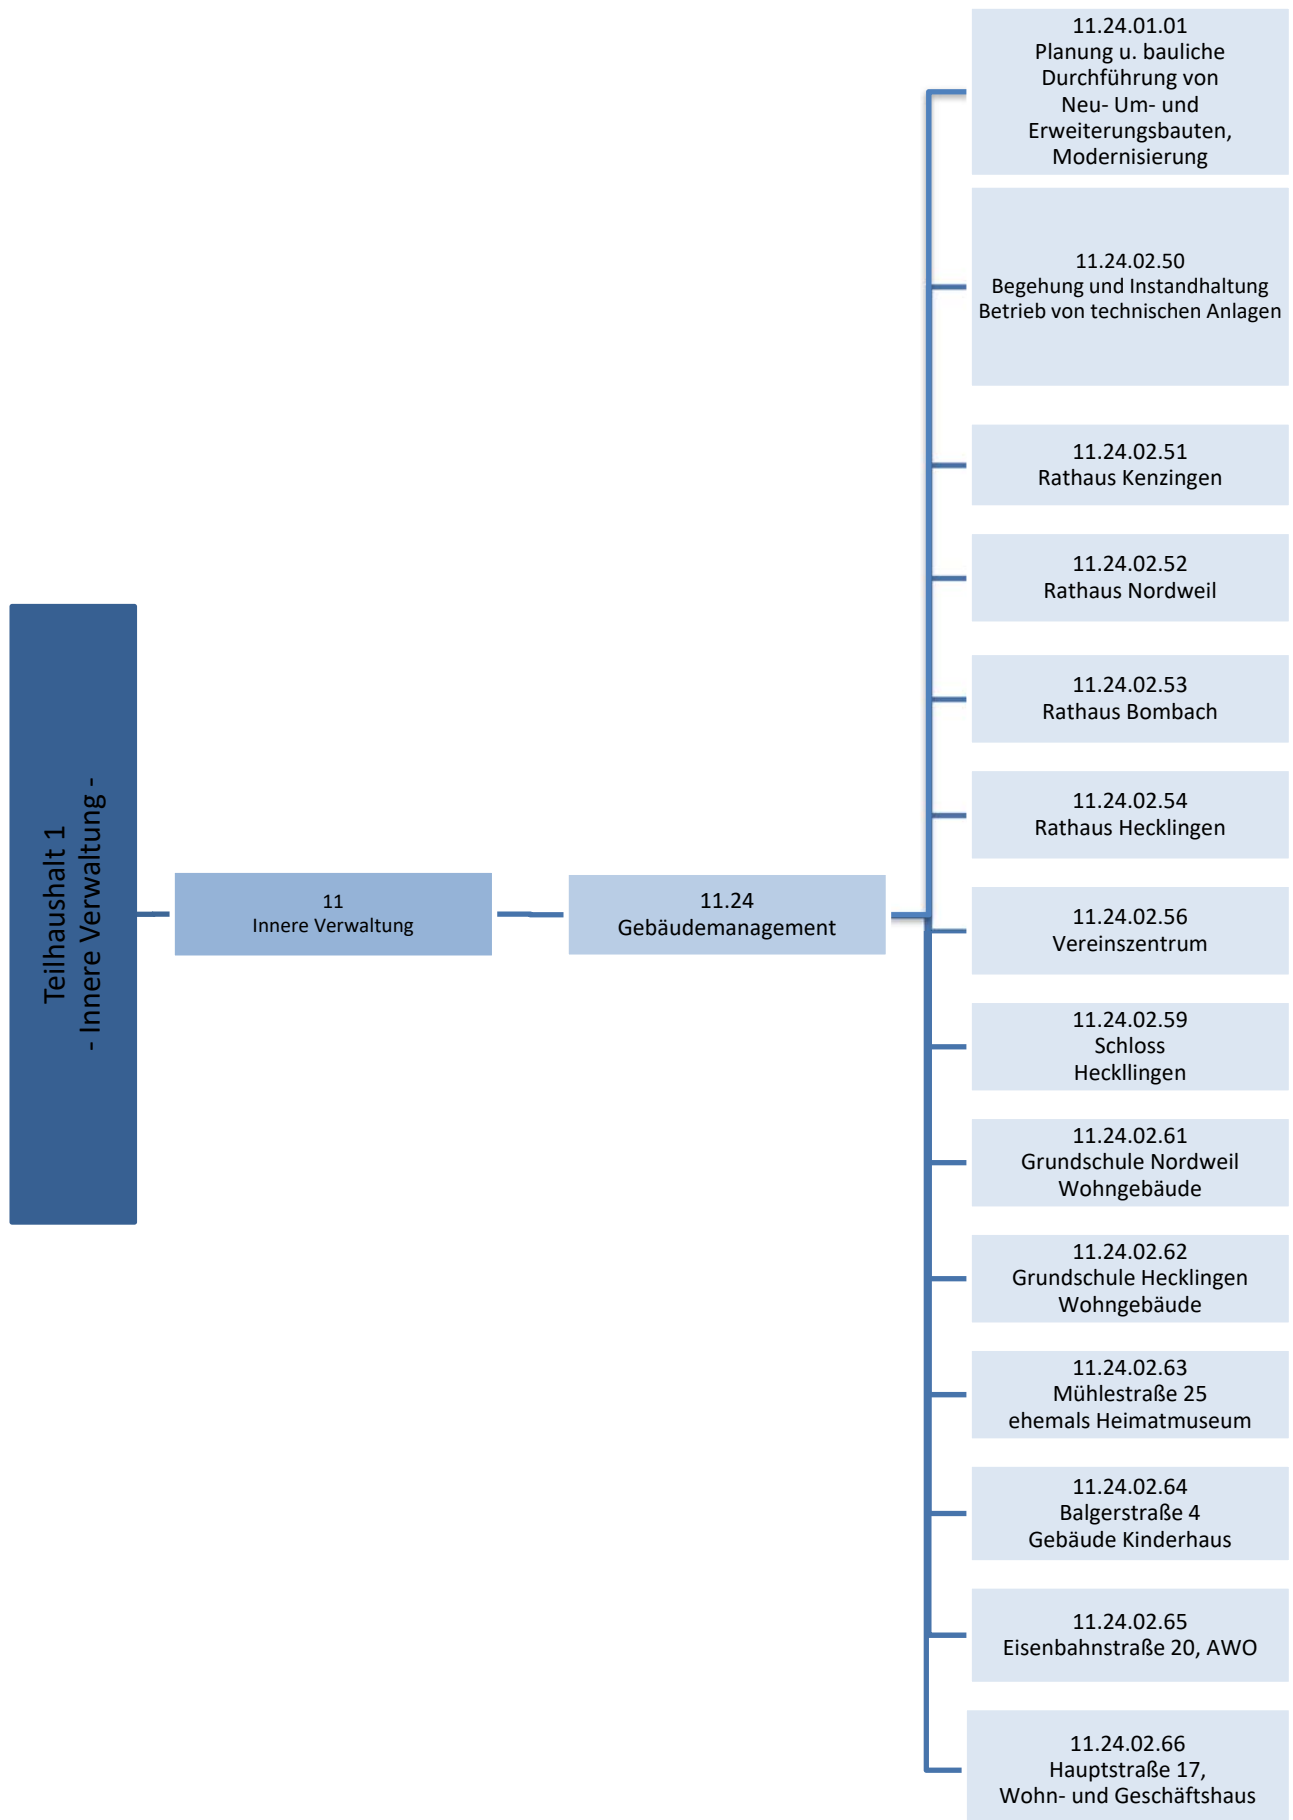 Teilhaushalt 1
- Innere Verwaltung -
11
Innere Verwaltung
11.24
Gebäudemanagement
11.24.01.01
Planung u. bauliche
Durchführung von
Neu- Um- und
Erweiterungsbauten,
Modernisierung
11.24.02.50
Begehung und Instandhaltung
Betrieb von technischen Anlagen
11.24.02.51
Rathaus Kenzingen
11.24.02.52
Rathaus Nordweil
11.24.02.53
Rathaus Bombach
11.24.02.54
Rathaus Hecklingen
11.24.02.56
Vereinszentrum
11.24.02.59
Schloss
Heckllingen
11.24.02.61
Grundschule Nordweil
Wohngebäude
11.24.02.62
Grundschule Hecklingen
Wohngebäude
11.24.02.63
Mühlestraße 25
ehemals Heimatmuseum
11.24.02.64
Balgerstraße 4
Gebäude Kinderhaus
11.24.02.65
Eisenbahnstraße 20, AWO
11.24.02.66
Hauptstraße 17,
Wohn- und Geschäftshaus